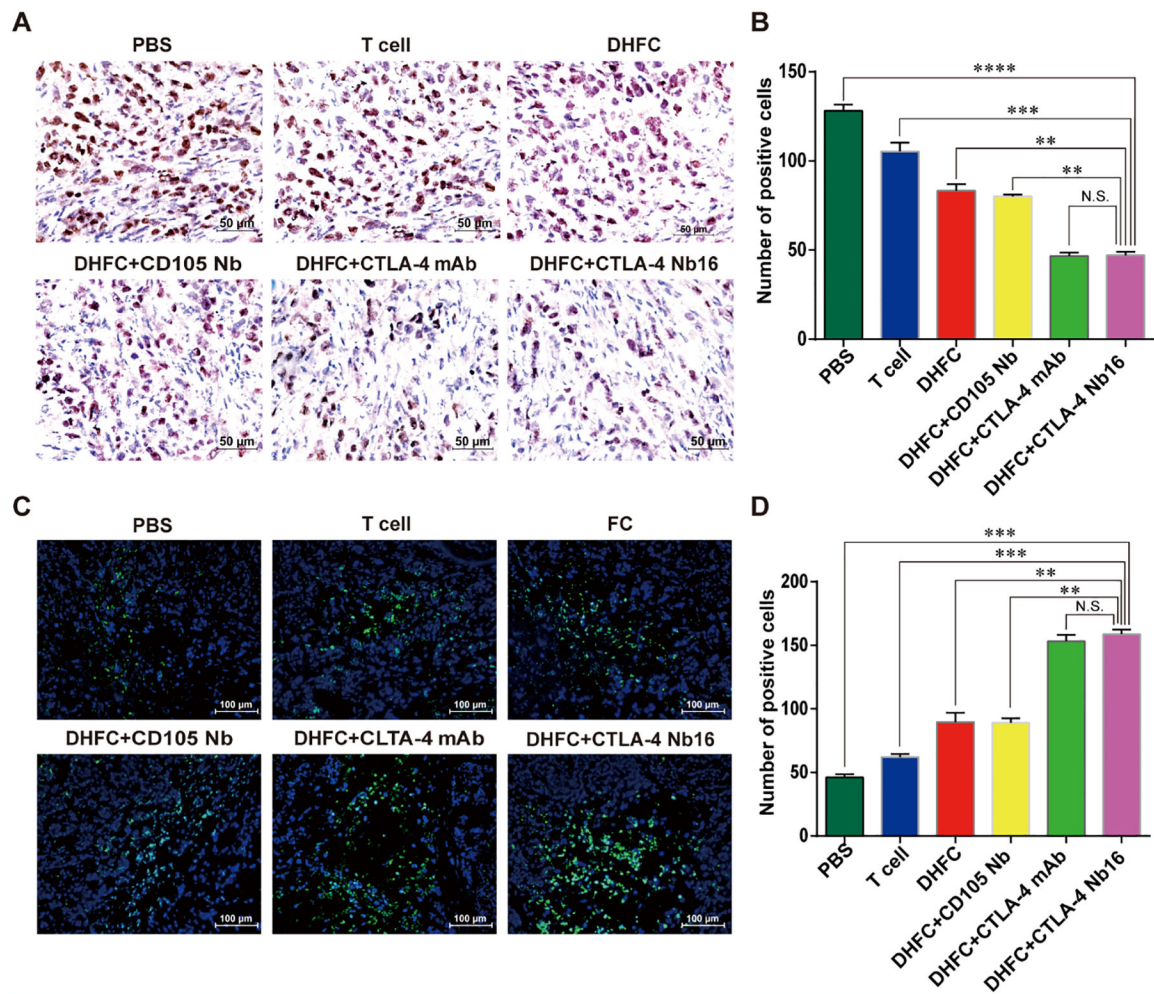 A
PBS
T cell
DHFC
50 µm
50 µm
50 µm
DHFC+CD105 Nb
DHFC+CTLA-4 mAb
DHFC+CTLA-4 Nb16
50 µm
50 µm
50 µm
B
Number of positive cells
150
100
50
0
****
***
**
**
N.S.
PBS
T cell
DHFC
DHFC+CD105 Nb
DHFC+CTLA-4 mAb
DHFC+CTLA-4 Nb16
C
PBS
T cell
FC
100 µm
100 µm
100 µm
DHFC+CD105 Nb
DHFC+CLTA-4 mAb
DHFC+CTLA-4 Nb16
100 µm
100 µm
100 µm
D
Number of positive cells
200
150
100
50
0
***
***
**
**
N.S.
PBS
T cell
DHFC
DHFC+CD105 Nb
DHFC+CTLA-4 mAb
DHFC+CTLA-4 Nb16